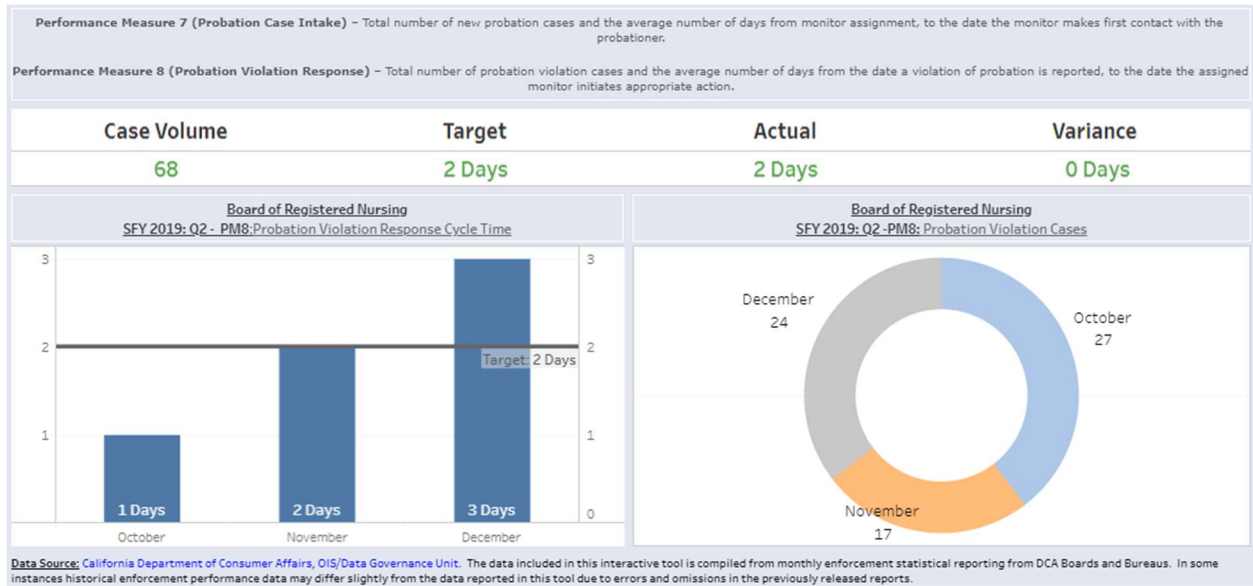 Performance Measure 7 (Probation Case Intake) – Total number of new probation cases and the average number of days from monitor assignment, to the date the monitor makes first contact with the
probationer.
Performance Measure 8 (Probation Violation Response) – Total number of probation violation cases and the average number of days from the date a violation of probation is reported, to the date the assigned
monitor initiates appropriate action.
Case Volume Target Actual Variance
68 2 Days 2 Days 0 Days
Board of Registered Nursing
SFY 2019: Q2 - PM8:Probation Violation Response Cycle Time
3 3
2 2
Target: 2 Days
1 1
0
1 Days 2 Days 3 Days
October November December
Board of Registered Nursing
SFY 2019: Q2 -PM8: Probation Violation Cases
December
24
October
27
November
17
Data Source: California Department of Consumer Affairs, OIS/Data Governance Unit. The data included in this interactive tool is compiled from monthly enforcement statistical reporting from DCA Boards and Bureaus. In some
instances historical enforcement performance data may differ slightly from the data reported in this tool due to errors and omissions in the previously released reports.